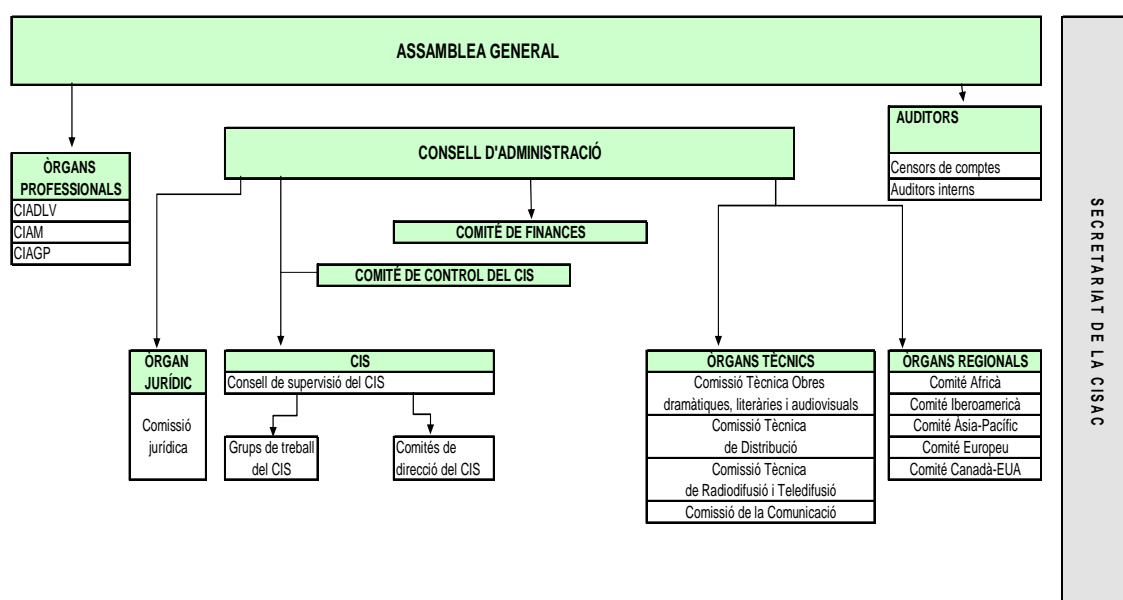 ASSAMBLEA GENERAL
AUDITORS
Censors de comptes
Auditors interns
CONSELL D'ADMINISTRACIÓ
ÒRGANS
PROFESSIONALS
CIADLV
CIAM
CIAGP
COMITÉ DE FINANCES
COMITÉ DE CONTROL DEL CIS
ÒRGAN
JURÍDIC
Comissió
jurídica
CIS
Consell de supervisió del CIS
Grups de treball
del CIS
Comités de
direcció del CIS
ÒRGANS TÈCNICS
Comissió Tècnica Obres
dramàtiques, literàries i audiovisuals
Comissió Tècnica
de Distribució
Comissió Tècnica
de Radiodifusió i Teledifusió
Comissió de la Comunicació
ÒRGANS REGIONALS
Comité Africà
Comité Iberoamericà
Comité Àsia-Pacífic
Comité Europeu
Comité Canadà-EUA
SECRETARIAT DE LA CISAC